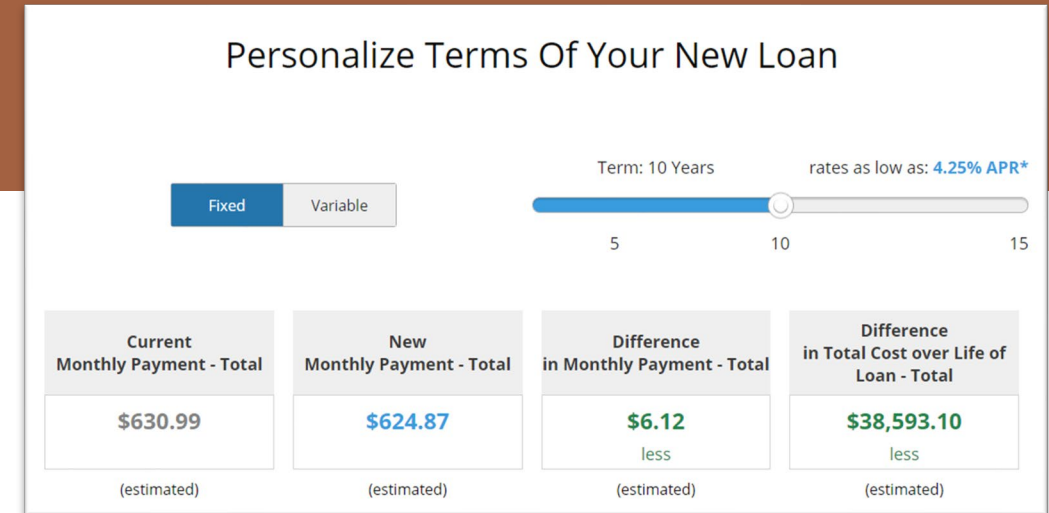 Personalize Terms Of Your New Loan
Term: 10 Years
rates as low as: 4.25% APR*
Fixed
Variable
5
10
15
Current
Monthly Payment - Total
$630.99
(estimated)
New
Monthly Payment - Total
$624.87
(estimated)
Difference
in Monthly Payment - Total
$6.12
less
(estimated)
Difference
in Total Cost over Life of
Loan - Total
$38,593.10
less
(estimated)